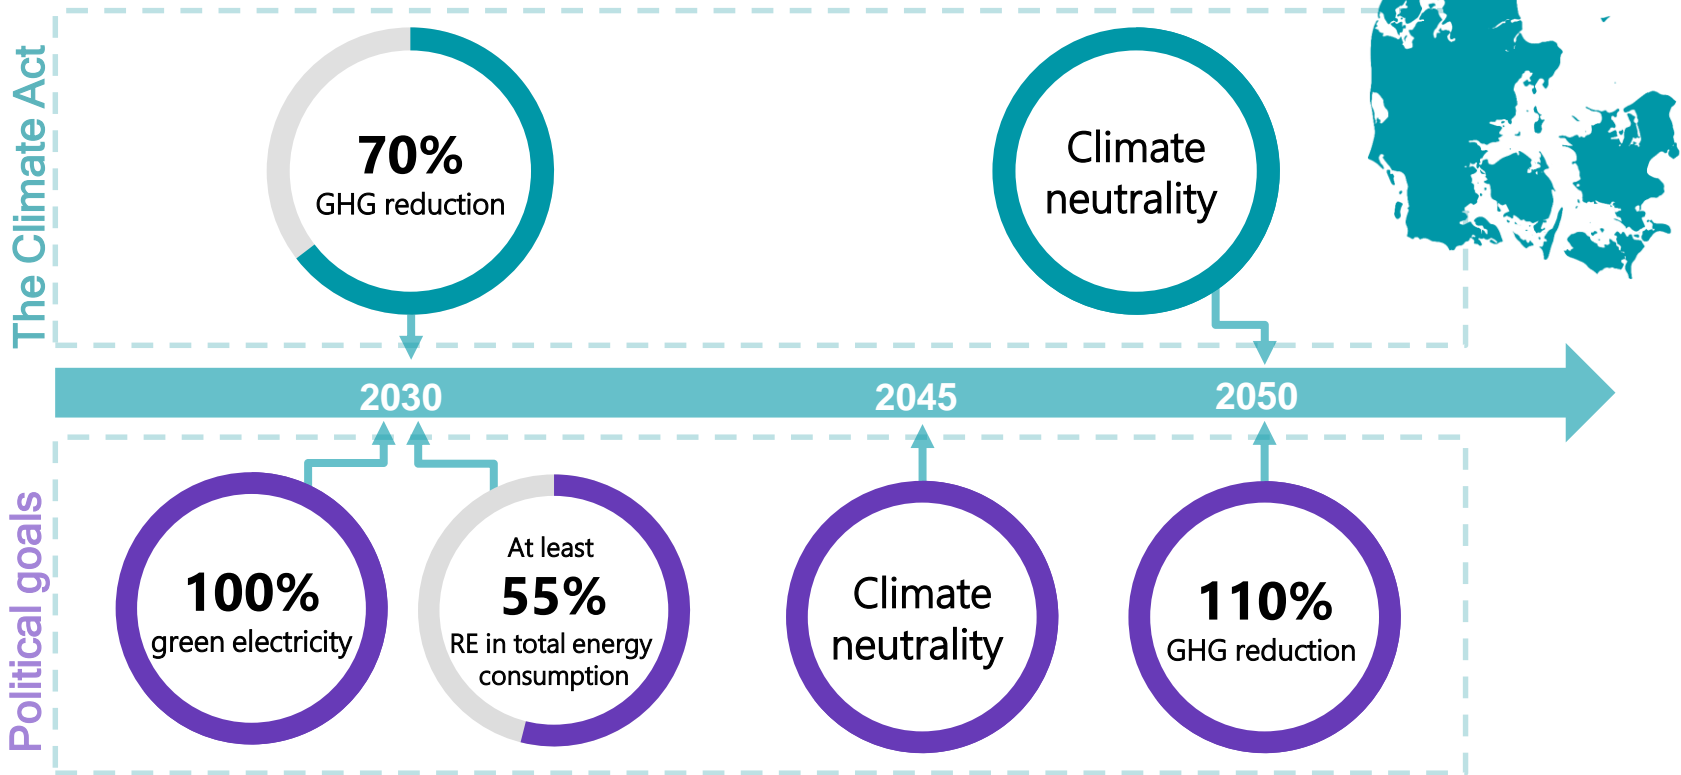 The Climate Act
70%
GHG reduction
Climate
neutrality
2030
2045
2050
Political goals
100%
green electricity
At least
55%
RE in total energy
consumption
Climate
neutrality
110%
GHG reduction